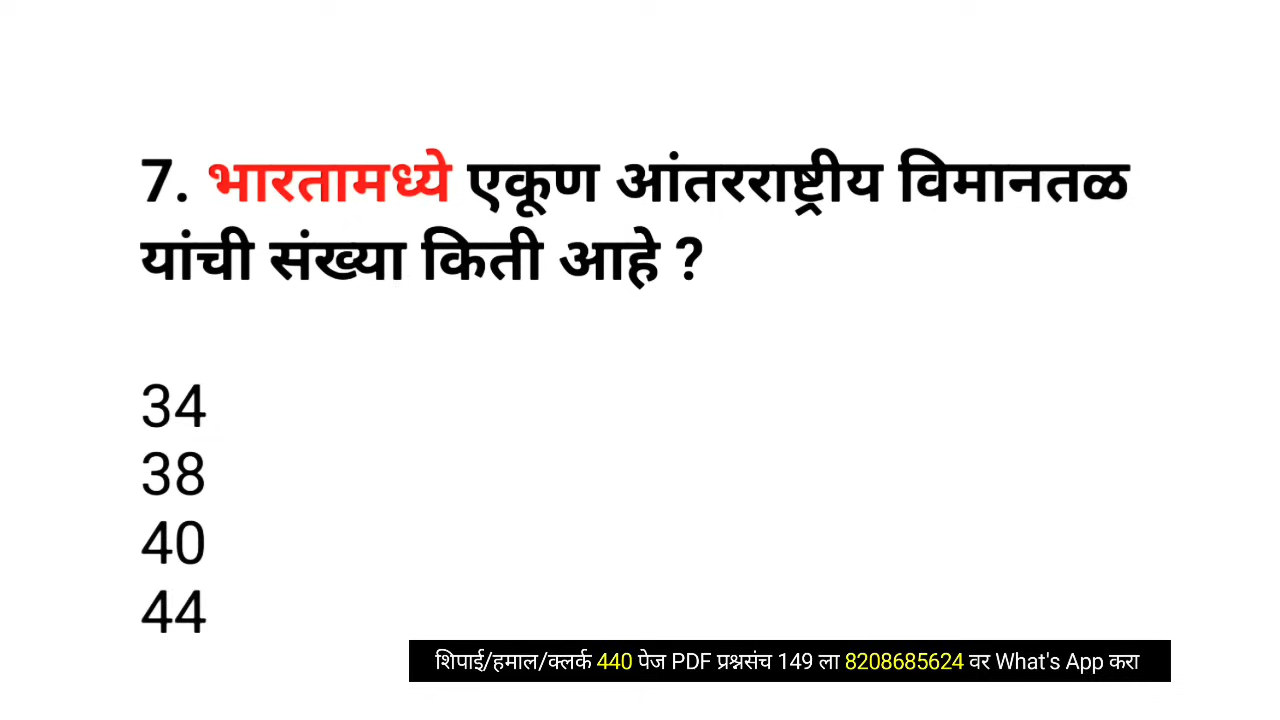 7. भारतामध्ये एकूण आंतरराष्ट्रीय विमानतळ
यांची संख्या किती आहे ?
34
38
40
44
शिपाई/हमाल/क्लर्क 440 पेज PDF प्रश्नसंच 149 ला 8208685624 वर What's App करा